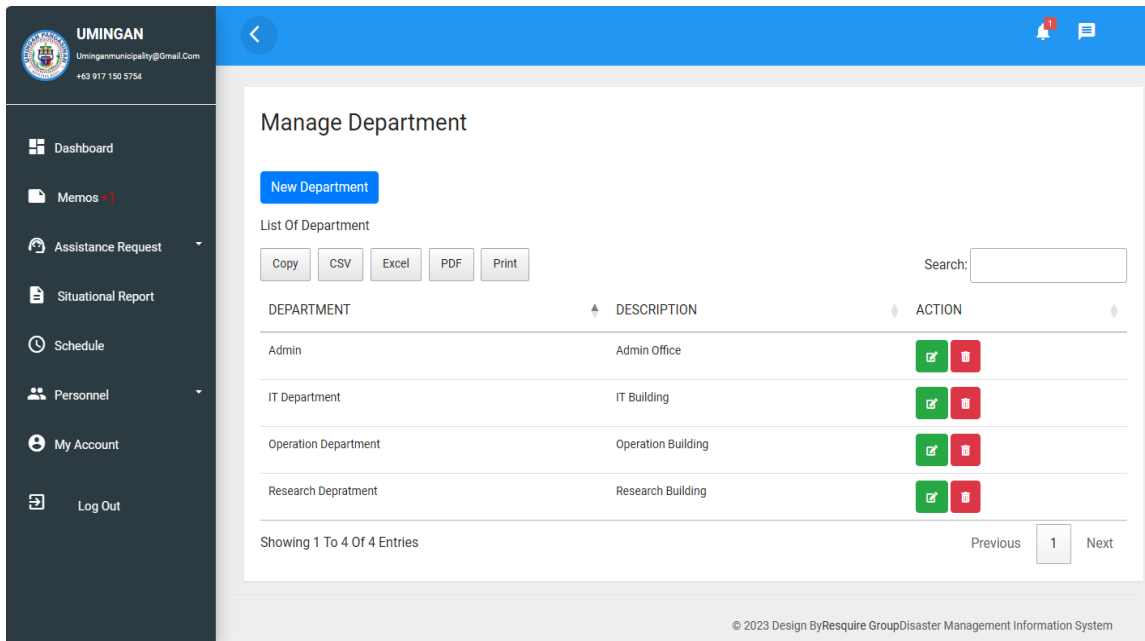 UMINGAN
Uminganmunicipality@Gmail.Com
+63 917 150 5754
Dashboard
Memos +1
Assistance Request
Situational Report
Schedule
Personnel
My Account
Log Out
1
Manage Department
New Department
List Of Department
Copy CSV Excel PDF Print
Search:
DEPARTMENT DESCRIPTION ACTION
Admin Admin Office
IT Department IT Building
Operation Department Operation Building
Research Depratment Research Building
Showing 1 To 4 Of 4 Entries
Previous 1 Next
© 2023 Design ByResquire GroupDisaster Management Information System